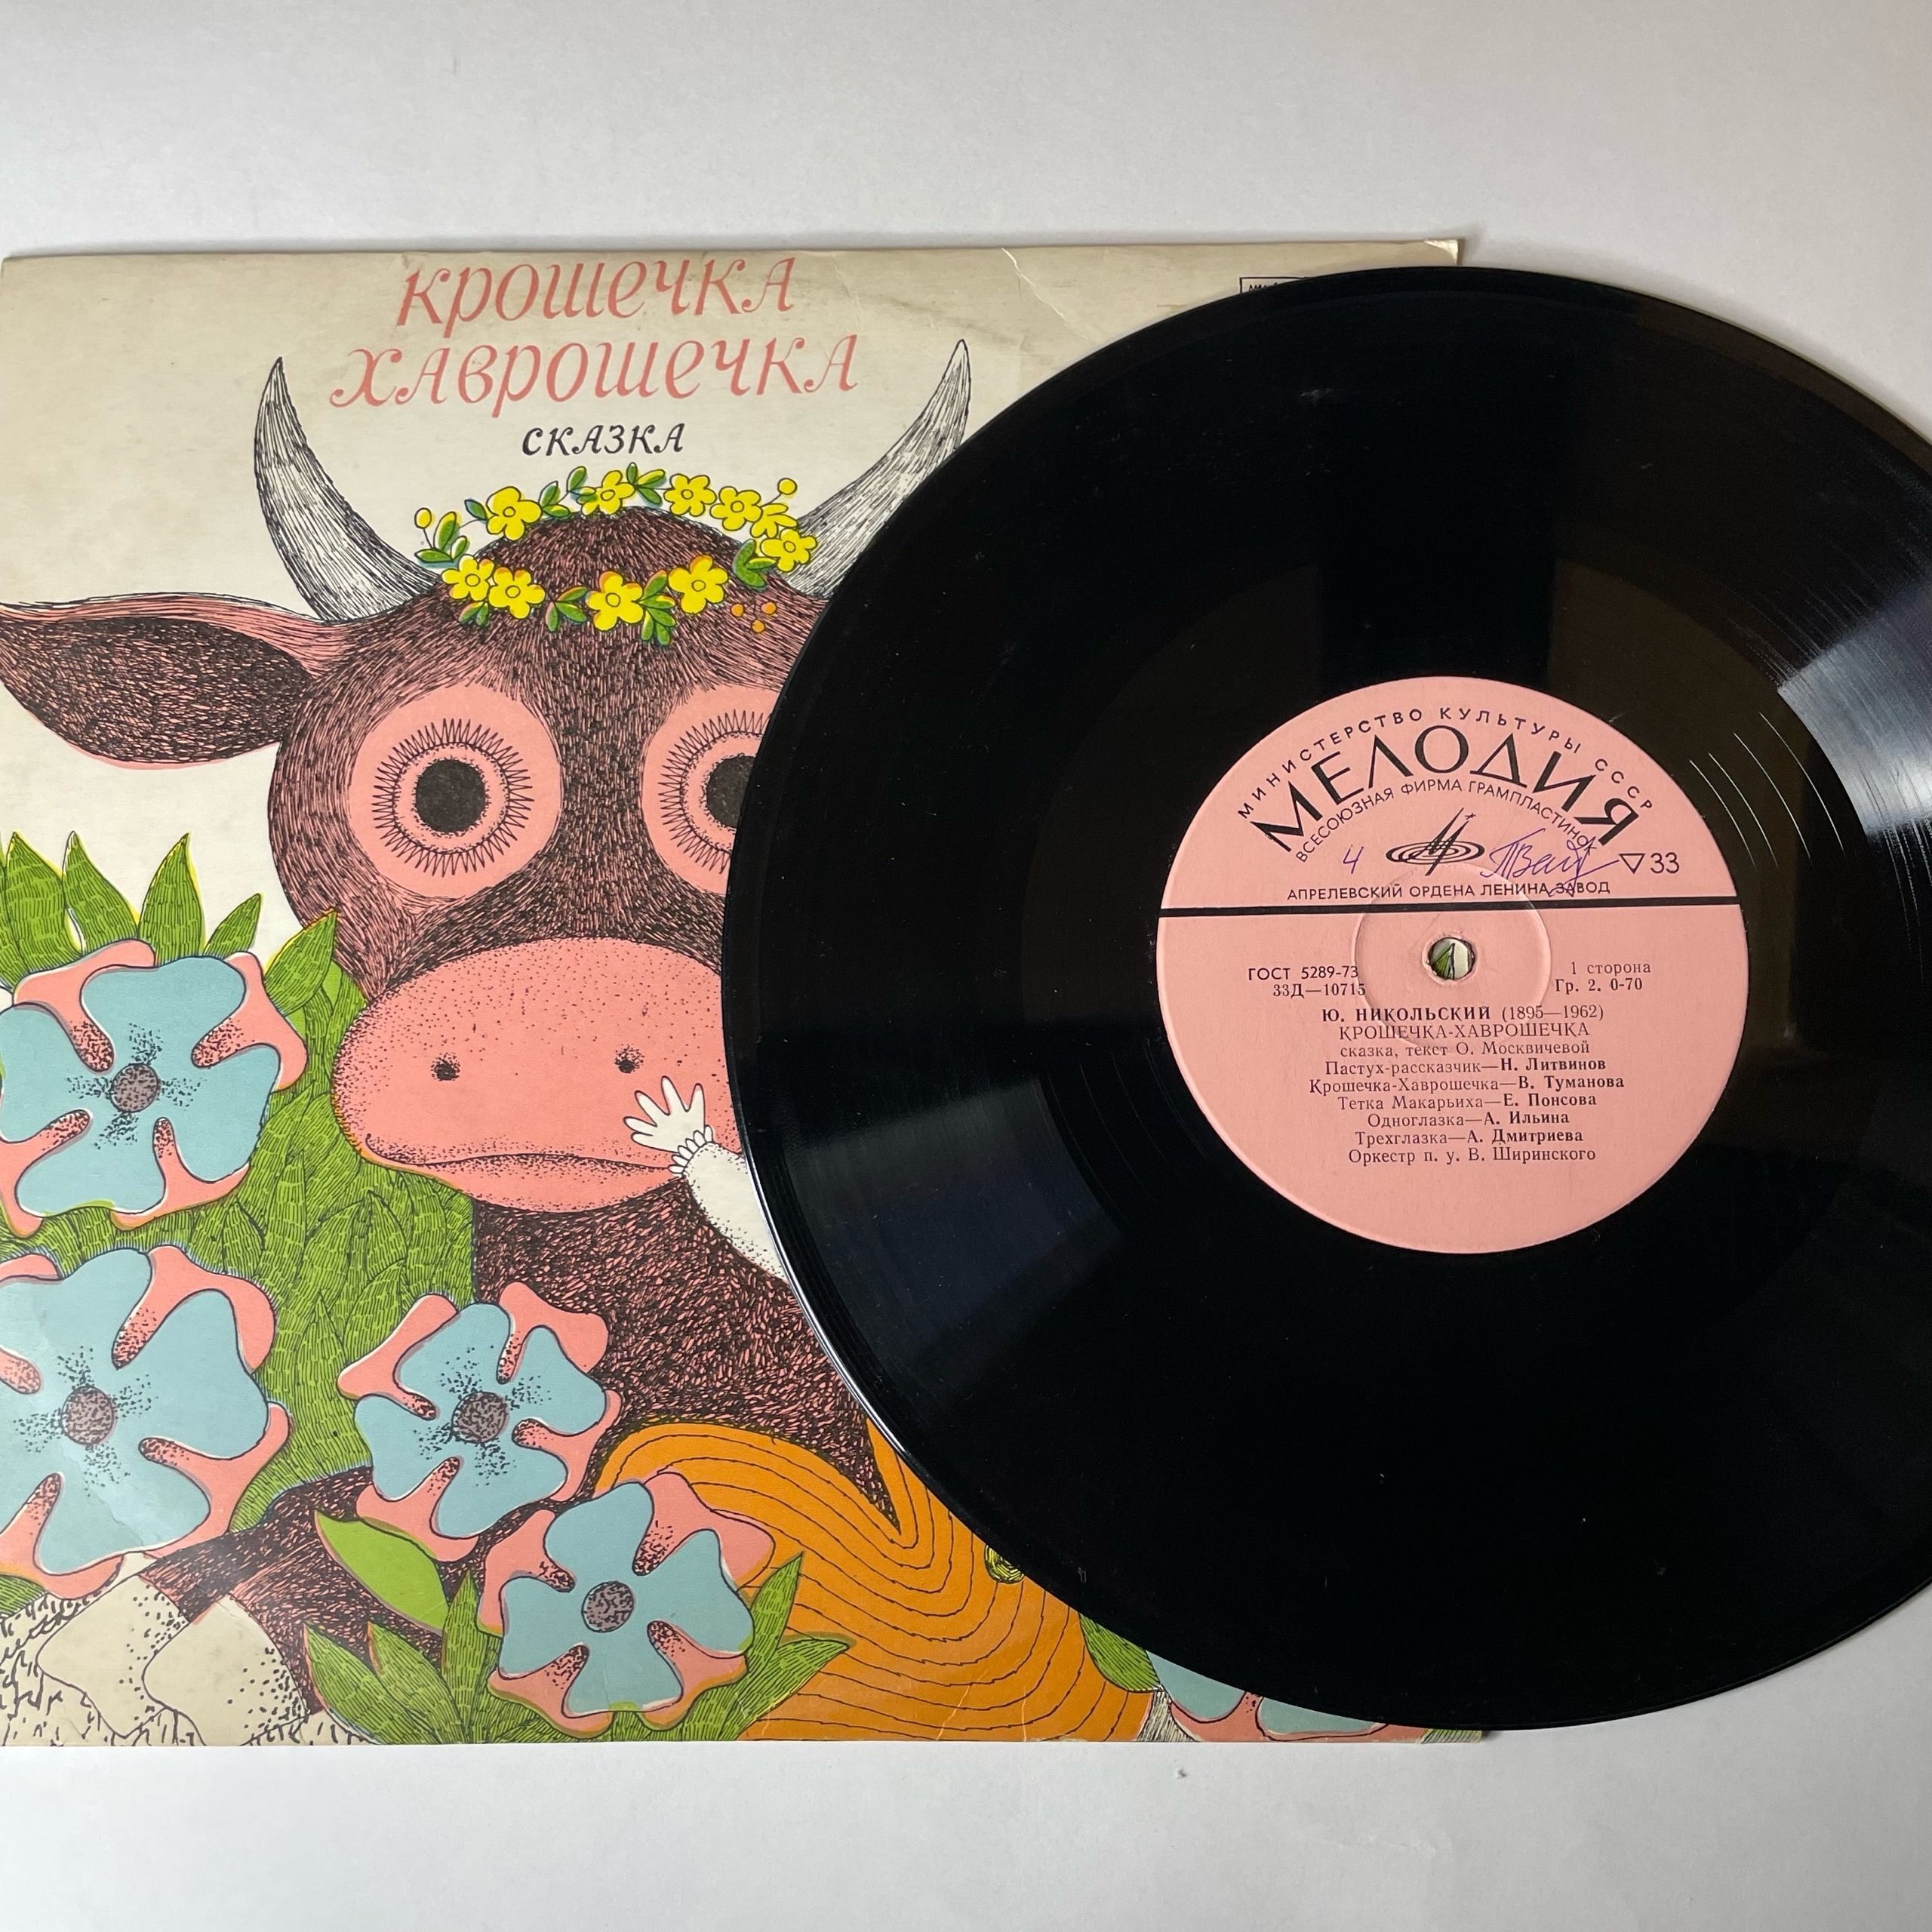 крошечка
хаврошечка
сказка
МИНИСТЕРСТВО КУЛЬТУРЫ СССР
МЕЛОДИЯ
ВСЕСОЮЗНАЯ ФИРМА ГРАМПЛАСТИНОК
4
▽33
АПРЕЛЕВСКИЙ ОРДЕНА ЛЕНИНА ЗАВОД
ГОСТ 5289-73
1 сторона
33Д—10715
Гр. 2. 0-70
Ю. НИКОЛЬСКИЙ (1895—1962)
КРОШЕЧКА-ХАВРОШЕЧКА
сказка, текст О. Москвичевой
Пастух-рассказчик—Н. Литвинов
Крошечка-Хаврошечка—В. Туманова
Тетка Макарьиха—Е. Понсова
Одноглазка—А. Ильина
Трехглазка—А. Дмитриева
Оркестр п. у. В. Ширинского